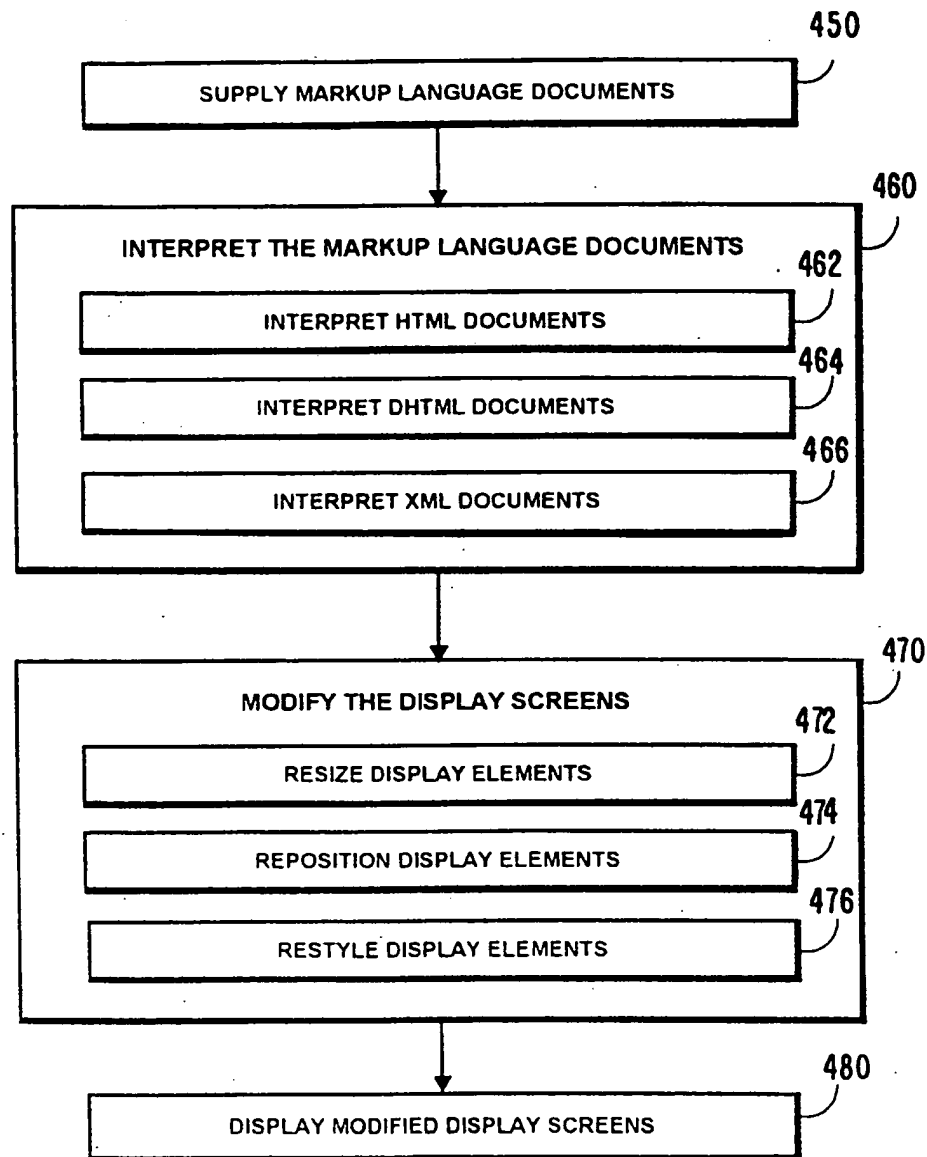 450
SUPPLY MARKUP LANGUAGE DOCUMENTS
460
INTERPRET THE MARKUP LANGUAGE DOCUMENTS
462
INTERPRET HTML DOCUMENTS
464
INTERPRET DHTML DOCUMENTS
466
INTERPRET XML DOCUMENTS
470
MODIFY THE DISPLAY SCREENS
472
RESIZE DISPLAY ELEMENTS
474
REPOSITION DISPLAY ELEMENTS
476
RESTYLE DISPLAY ELEMENTS
480
DISPLAY MODIFIED DISPLAY SCREENS